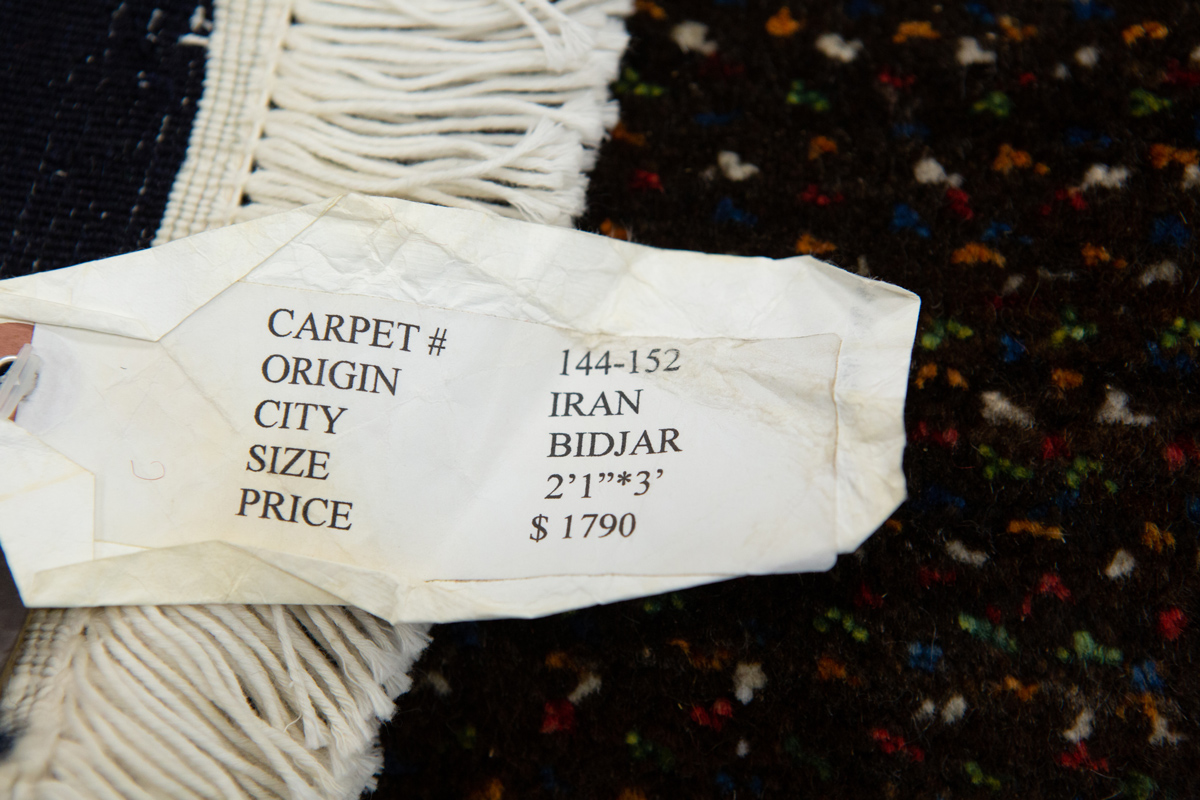 CARPET # 144-152
ORIGIN IRAN
CITY BIDJAR
SIZE 2’1”*3’
PRICE $ 1790